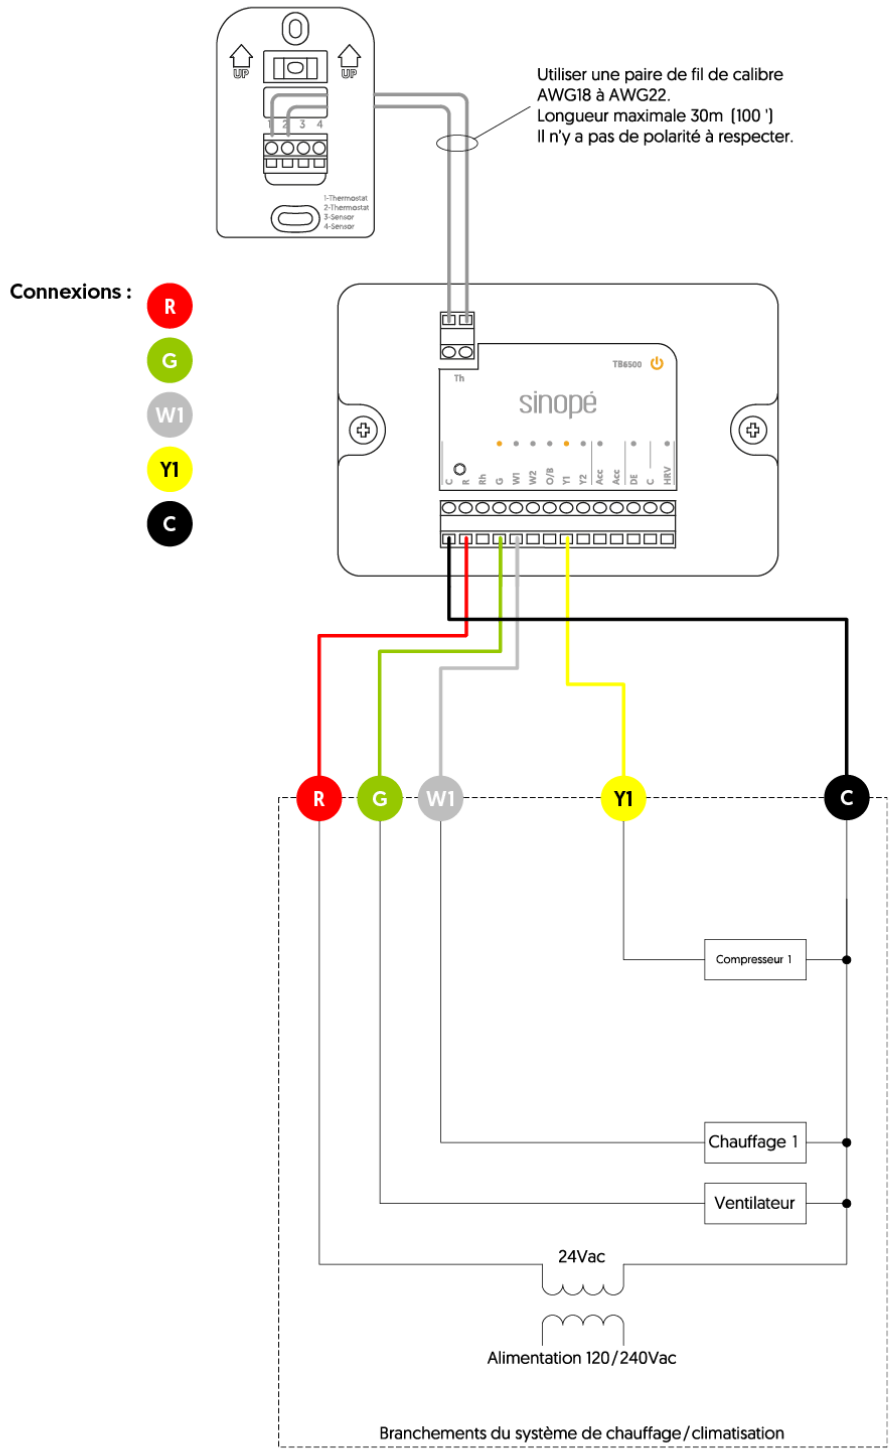 UP UP
1 2 3 4
1-Thermostat
2-Thermostat
3-Sensor
4-Sensor
Utiliser une paire de fil de calibre
AWG18 à AWG22.
Longueur maximale 30m (100 ')
Il n'y a pas de polarité à respecter.
Connexions :
R
G
W1
Y1
C
Th
TB6500
sinopé
C R Rh G W1 W2 O/B Y1 Y2 Acc Acc DE C HRV
R G W1 Y1 C
Compresseur 1
Chauffage 1
Ventilateur
24Vac
Alimentation 120/240Vac
Branchements du système de chauffage/climatisation